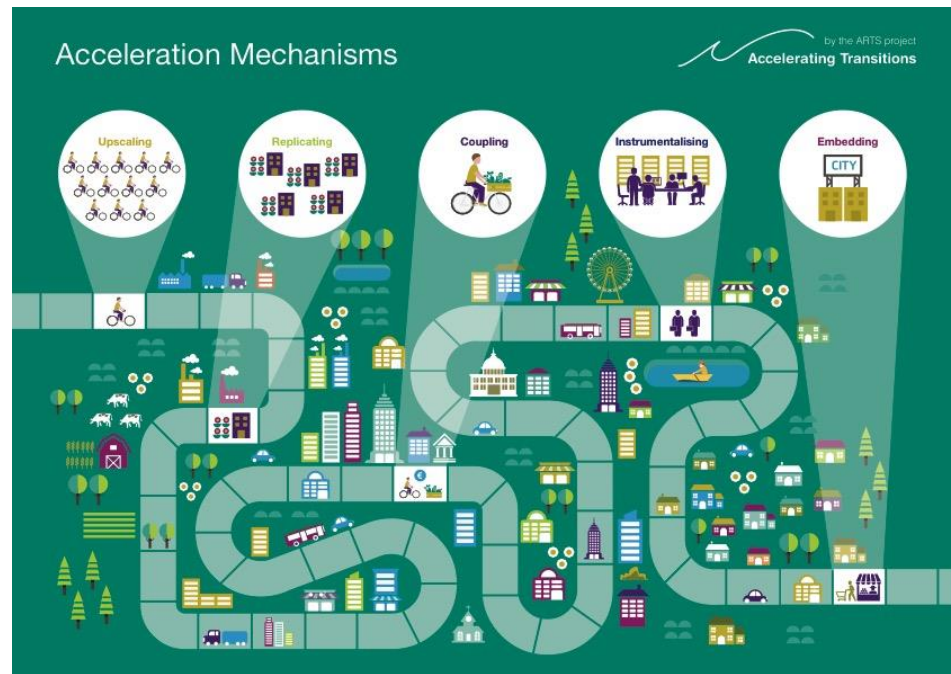 Acceleration Mechanisms
by the ARTS project
Accelerating Transitions
Upscaling
Replicating
Coupling
Instrumentalising
Embedding
CITY
€